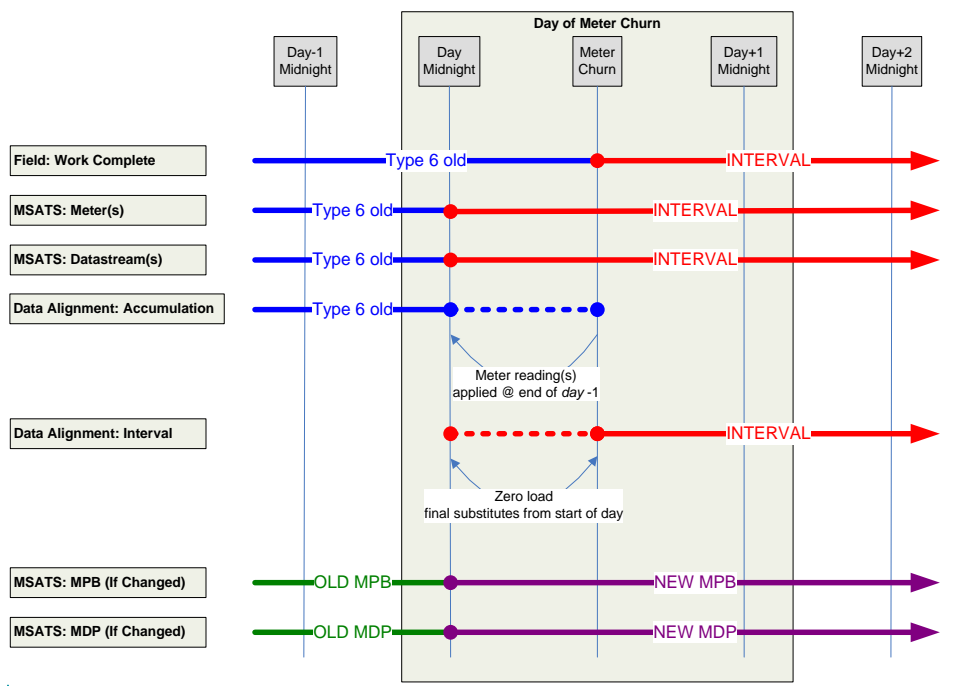 Day of Meter Churn
Day-1
Midnight
Day
Midnight
Meter
Churn
Day+1
Midnight
Day+2
Midnight
Field: Work Complete
Type 6 old
INTERVAL
MSATS: Meter(s)
Type 6 old
INTERVAL
MSATS: Datastream(s)
Type 6 old
INTERVAL
Data Alignment: Accumulation
Type 6 old
Meter reading(s)
applied @ end of day -1
Data Alignment: Interval
INTERVAL
Zero load
final substitutes from start of day
MSATS: MPB (If Changed)
OLD MPB
NEW MPB
MSATS: MDP (If Changed)
OLD MDP
NEW MDP